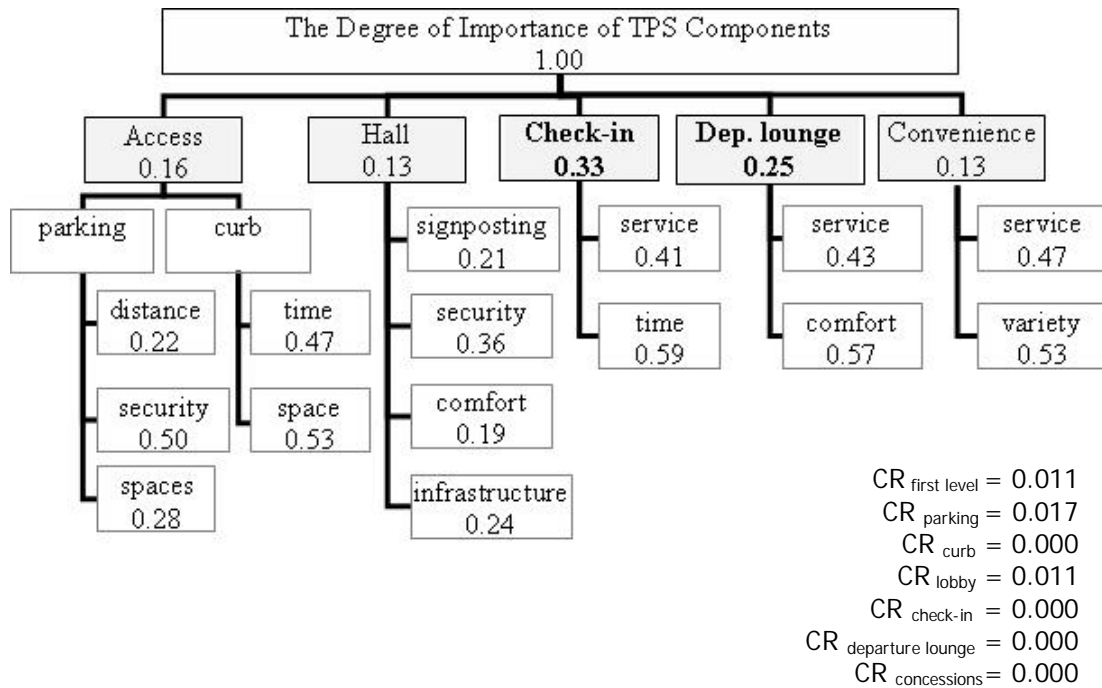 The Degree of Importance of TPS Components
1.00
Access
0.16
Hall
0.13
Check-in
0.33
Dep. lounge
0.25
Convenience
0.13
parking
curb
signposting
0.21
service
0.41
service
0.43
service
0.47
distance
0.22
time
0.47
security
0.36
time
0.59
comfort
0.57
variety
0.53
security
0.50
space
0.53
comfort
0.19
spaces
0.28
infrastructure
0.24
CR first level = 0.011
CR parking = 0.017
CR curb = 0.000
CR lobby = 0.011
CR check-in = 0.000
CR departure lounge = 0.000
CR concessions = 0.000